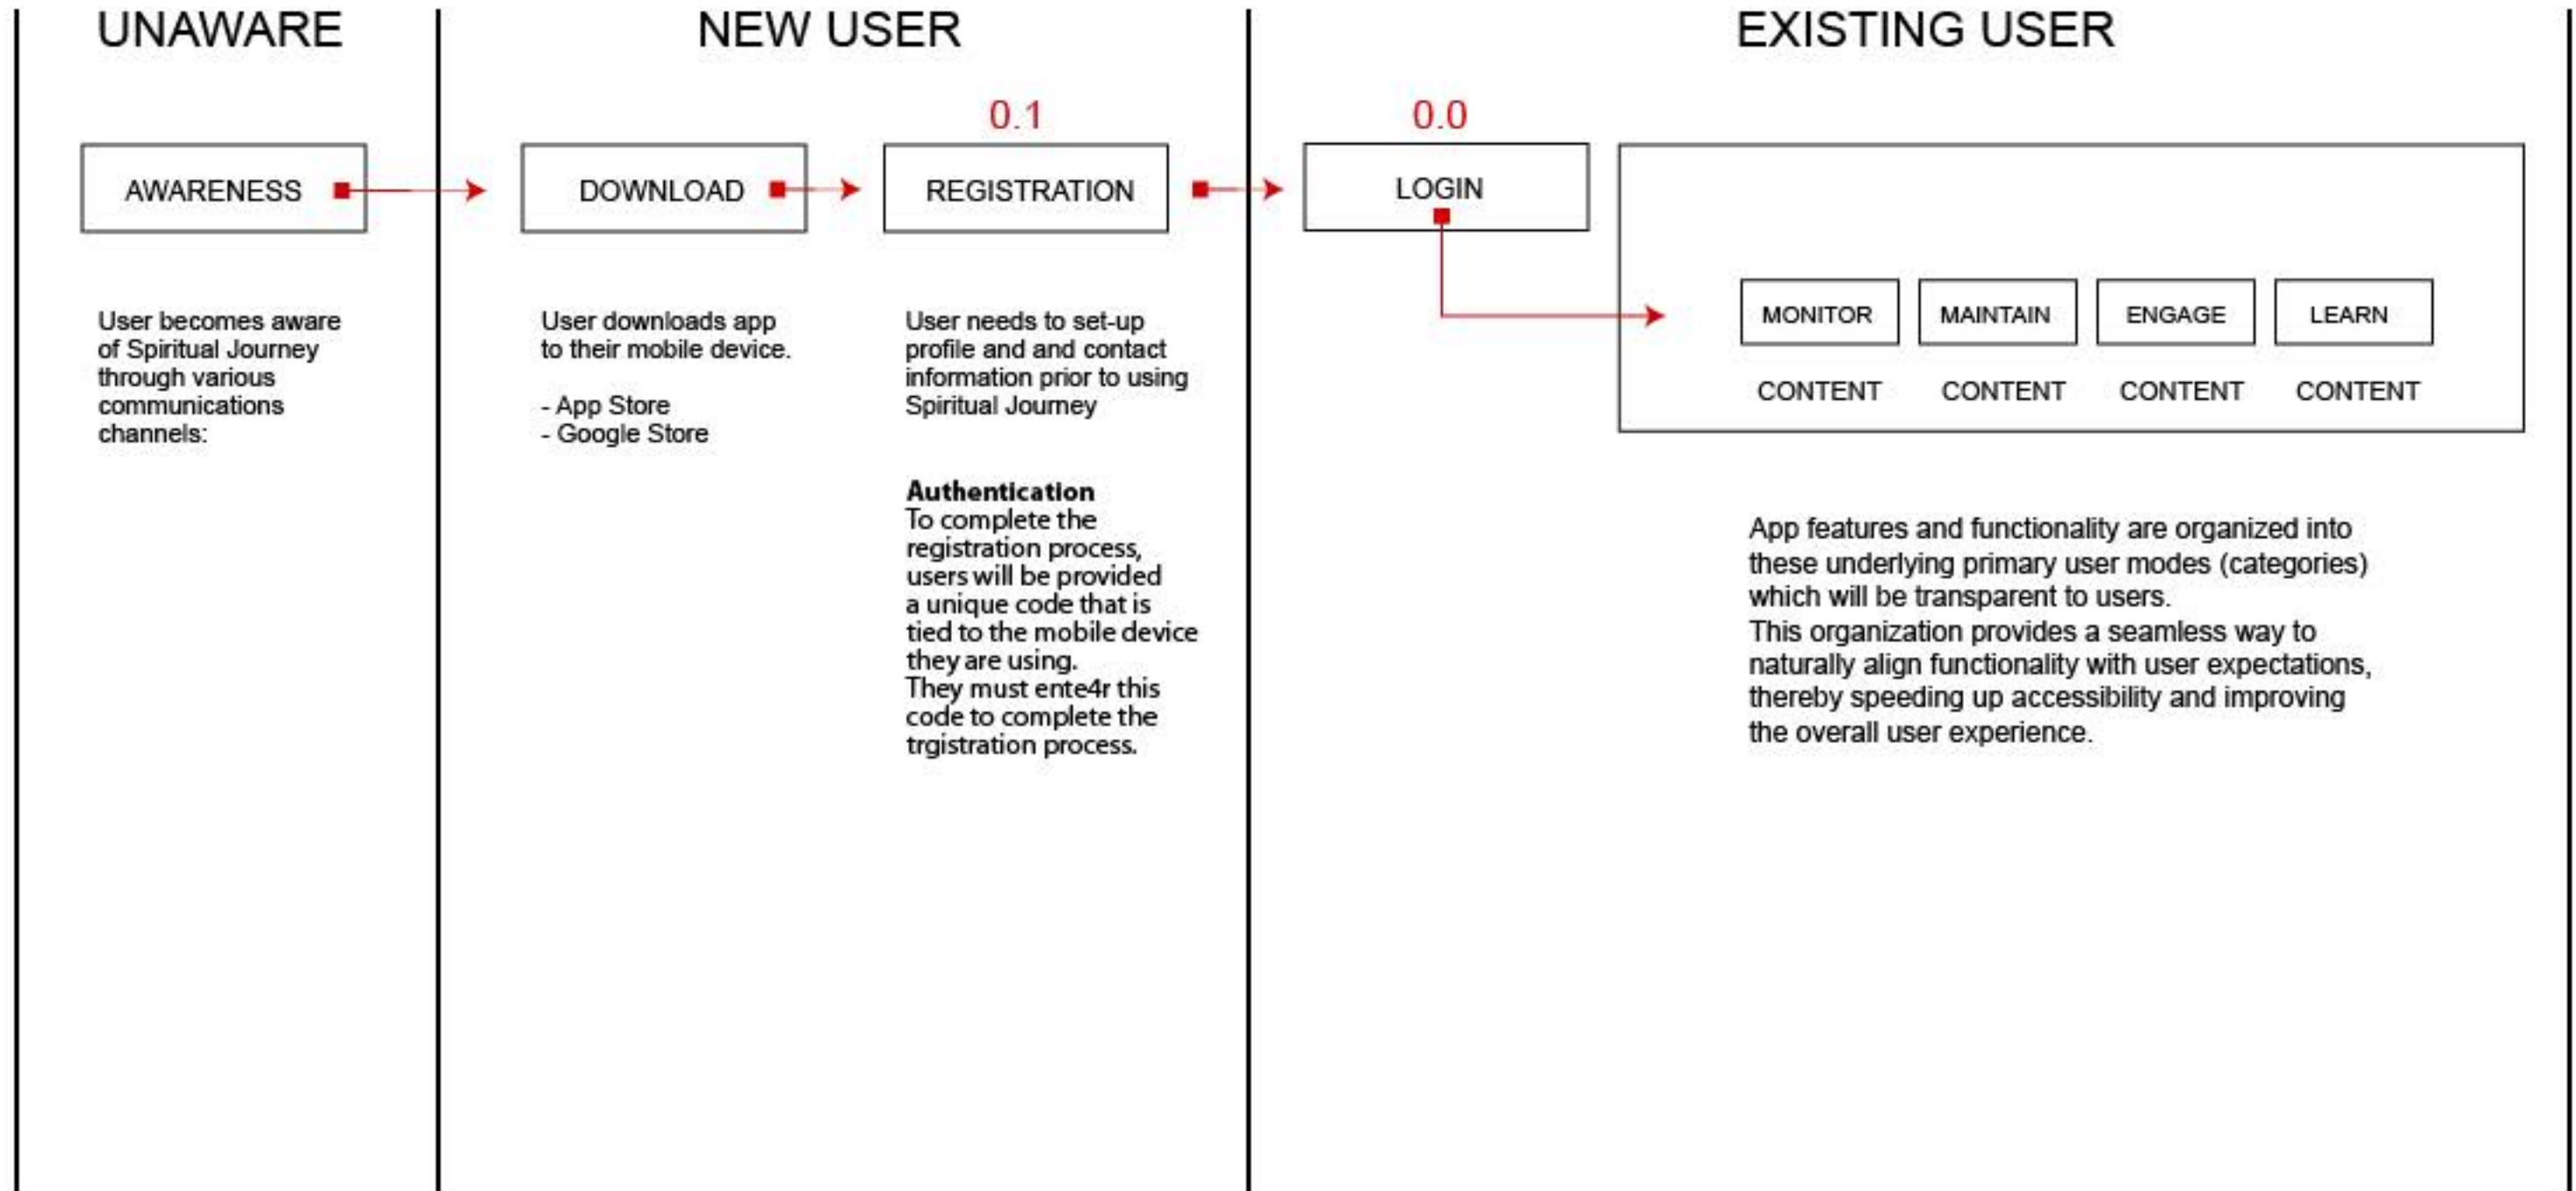 UNAWARE
NEW USER
EXISTING USER
0.1
0.0
AWARENESS
DOWNLOAD
REGISTRATION
LOGIN
MONITOR
MAINTAIN
ENGAGE
LEARN
CONTENT
CONTENT
CONTENT
CONTENT
User becomes aware
of Spiritual Journey
through various
communications
channels:
User downloads app
to their mobile device.
- App Store
- Google Store
User needs to set-up
profile and and contact
information prior to using
Spiritual Journey
Authentication
To complete the
registration process,
users will be provided
a unique code that is
tied to the mobile device
they are using.
They must ente4r this
code to complete the
trgistration process.
App features and functionality are organized into
these underlying primary user modes (categories)
which will be transparent to users.
This organization provides a seamless way to
naturally align functionality with user expectations,
thereby speeding up accessibility and improving
the overall user experience.